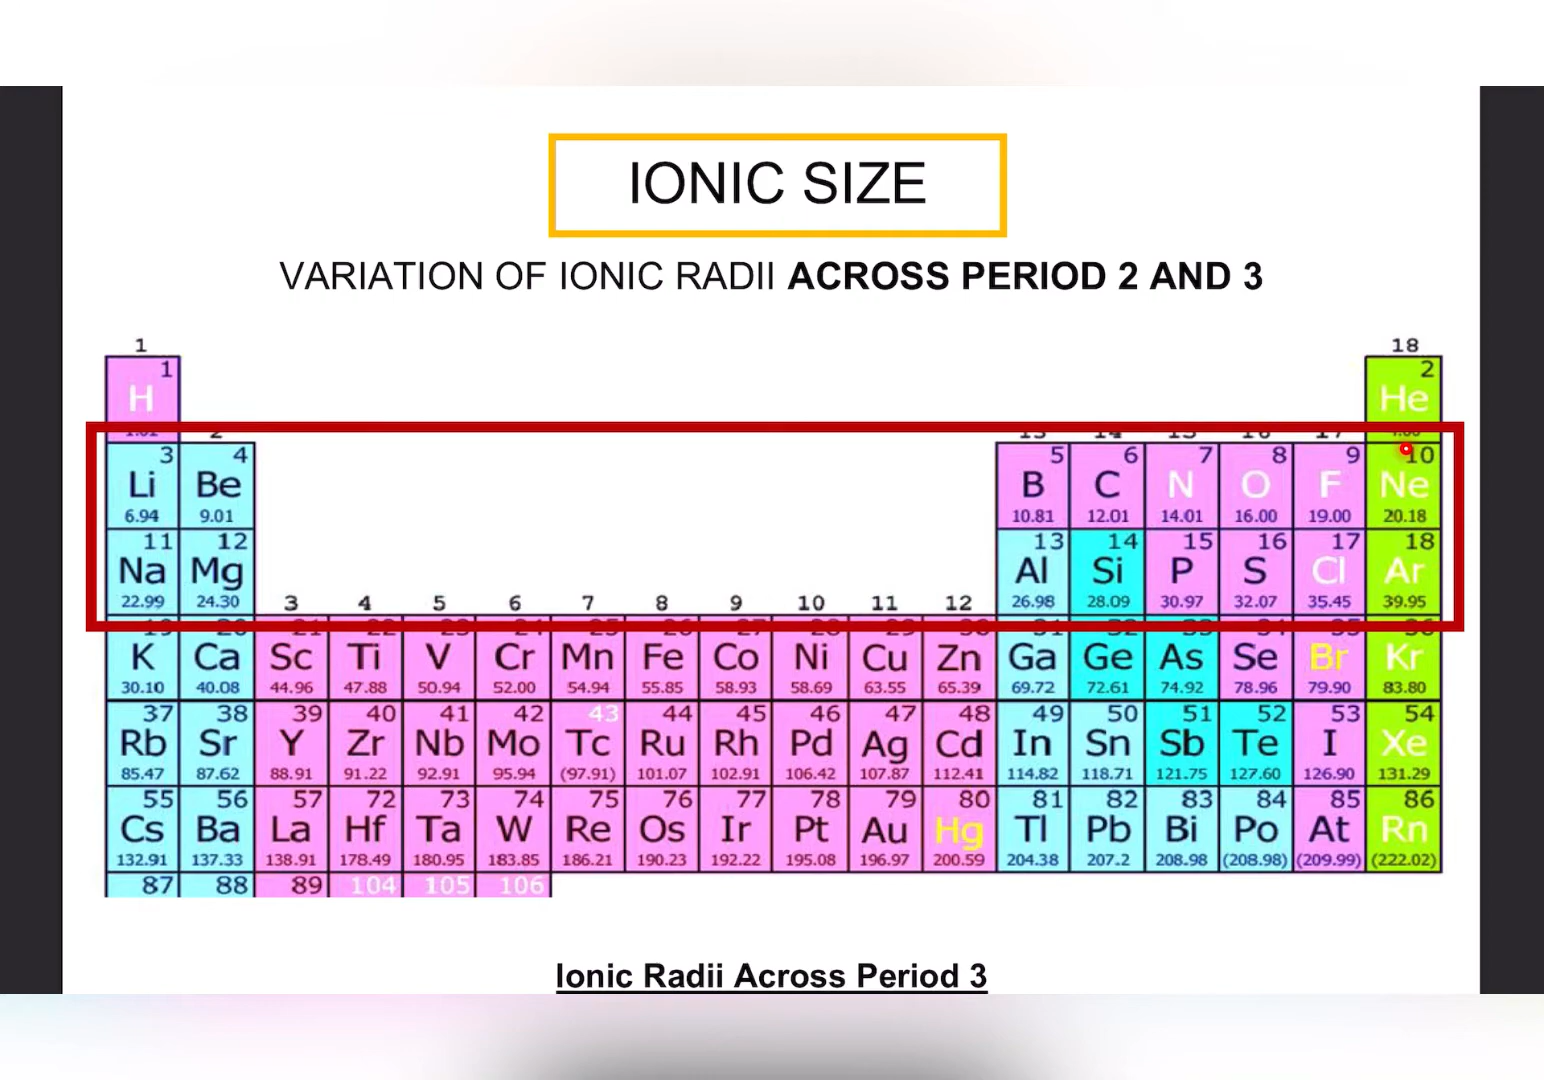 IONIC SIZE
VARIATION OF IONIC RADII ACROSS PERIOD 2 AND 3
1 18
1 2
H He
3 4 5 6 7 8 9 10
Li Be B C N O F Ne
6.94 9.01 10.81 12.01 14.01 16.00 19.00 20.18
11 12 13 14 15 16 17 18
Na Mg Al Si P S Cl Ar
22.99 24.30 3 4 5 6 7 8 9 10 11 12 26.98 28.09 30.97 32.07 35.45 39.95
K Ca Sc Ti V Cr Mn Fe Co Ni Cu Zn Ga Ge As Se Br Kr
30.10 40.08 44.96 47.88 50.94 52.00 54.94 55.85 58.93 58.69 63.55 65.39 69.72 72.61 74.92 78.96 79.90 83.80
37 38 39 40 41 42 43 44 45 46 47 48 49 50 51 52 53 54
Rb Sr Y Zr Nb Mo Tc Ru Rh Pd Ag Cd In Sn Sb Te I Xe
85.47 87.62 88.91 91.22 92.91 95.94 (97.91) 101.07 102.91 106.42 107.87 112.41 114.82 118.71 121.75 127.60 126.90 131.29
55 56 57 72 73 74 75 76 77 78 79 80 81 82 83 84 85 86
Cs Ba La Hf Ta W Re Os Ir Pt Au Hg Tl Pb Bi Po At Rn
132.91 137.33 138.91 178.49 180.95 183.85 186.21 190.23 192.22 195.08 196.97 200.59 204.38 207.2 208.98 (208.98) (209.99) (222.02)
87 88 89 104 105 106
Ionic Radii Across Period 3